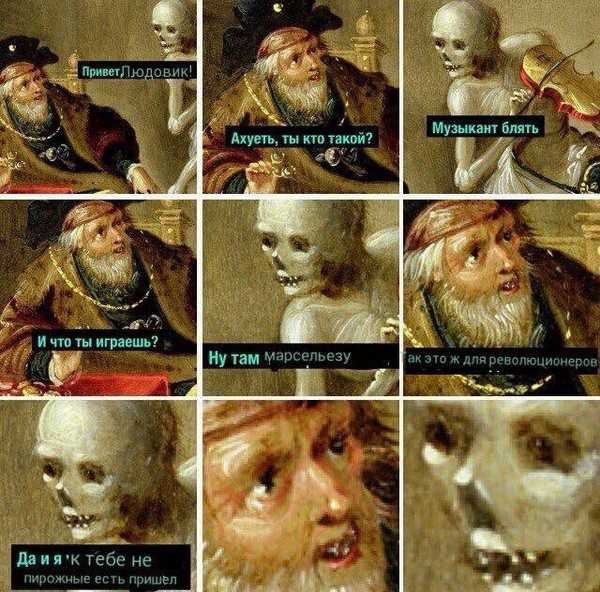 Привет,Людовик!
Ахуеть, ты кто такой?
Музыкант блять
И что ты играешь?
Ну там марсельезу
ак это ж для революционеров
Да и я 'к тебе не
пирожные есть пришел